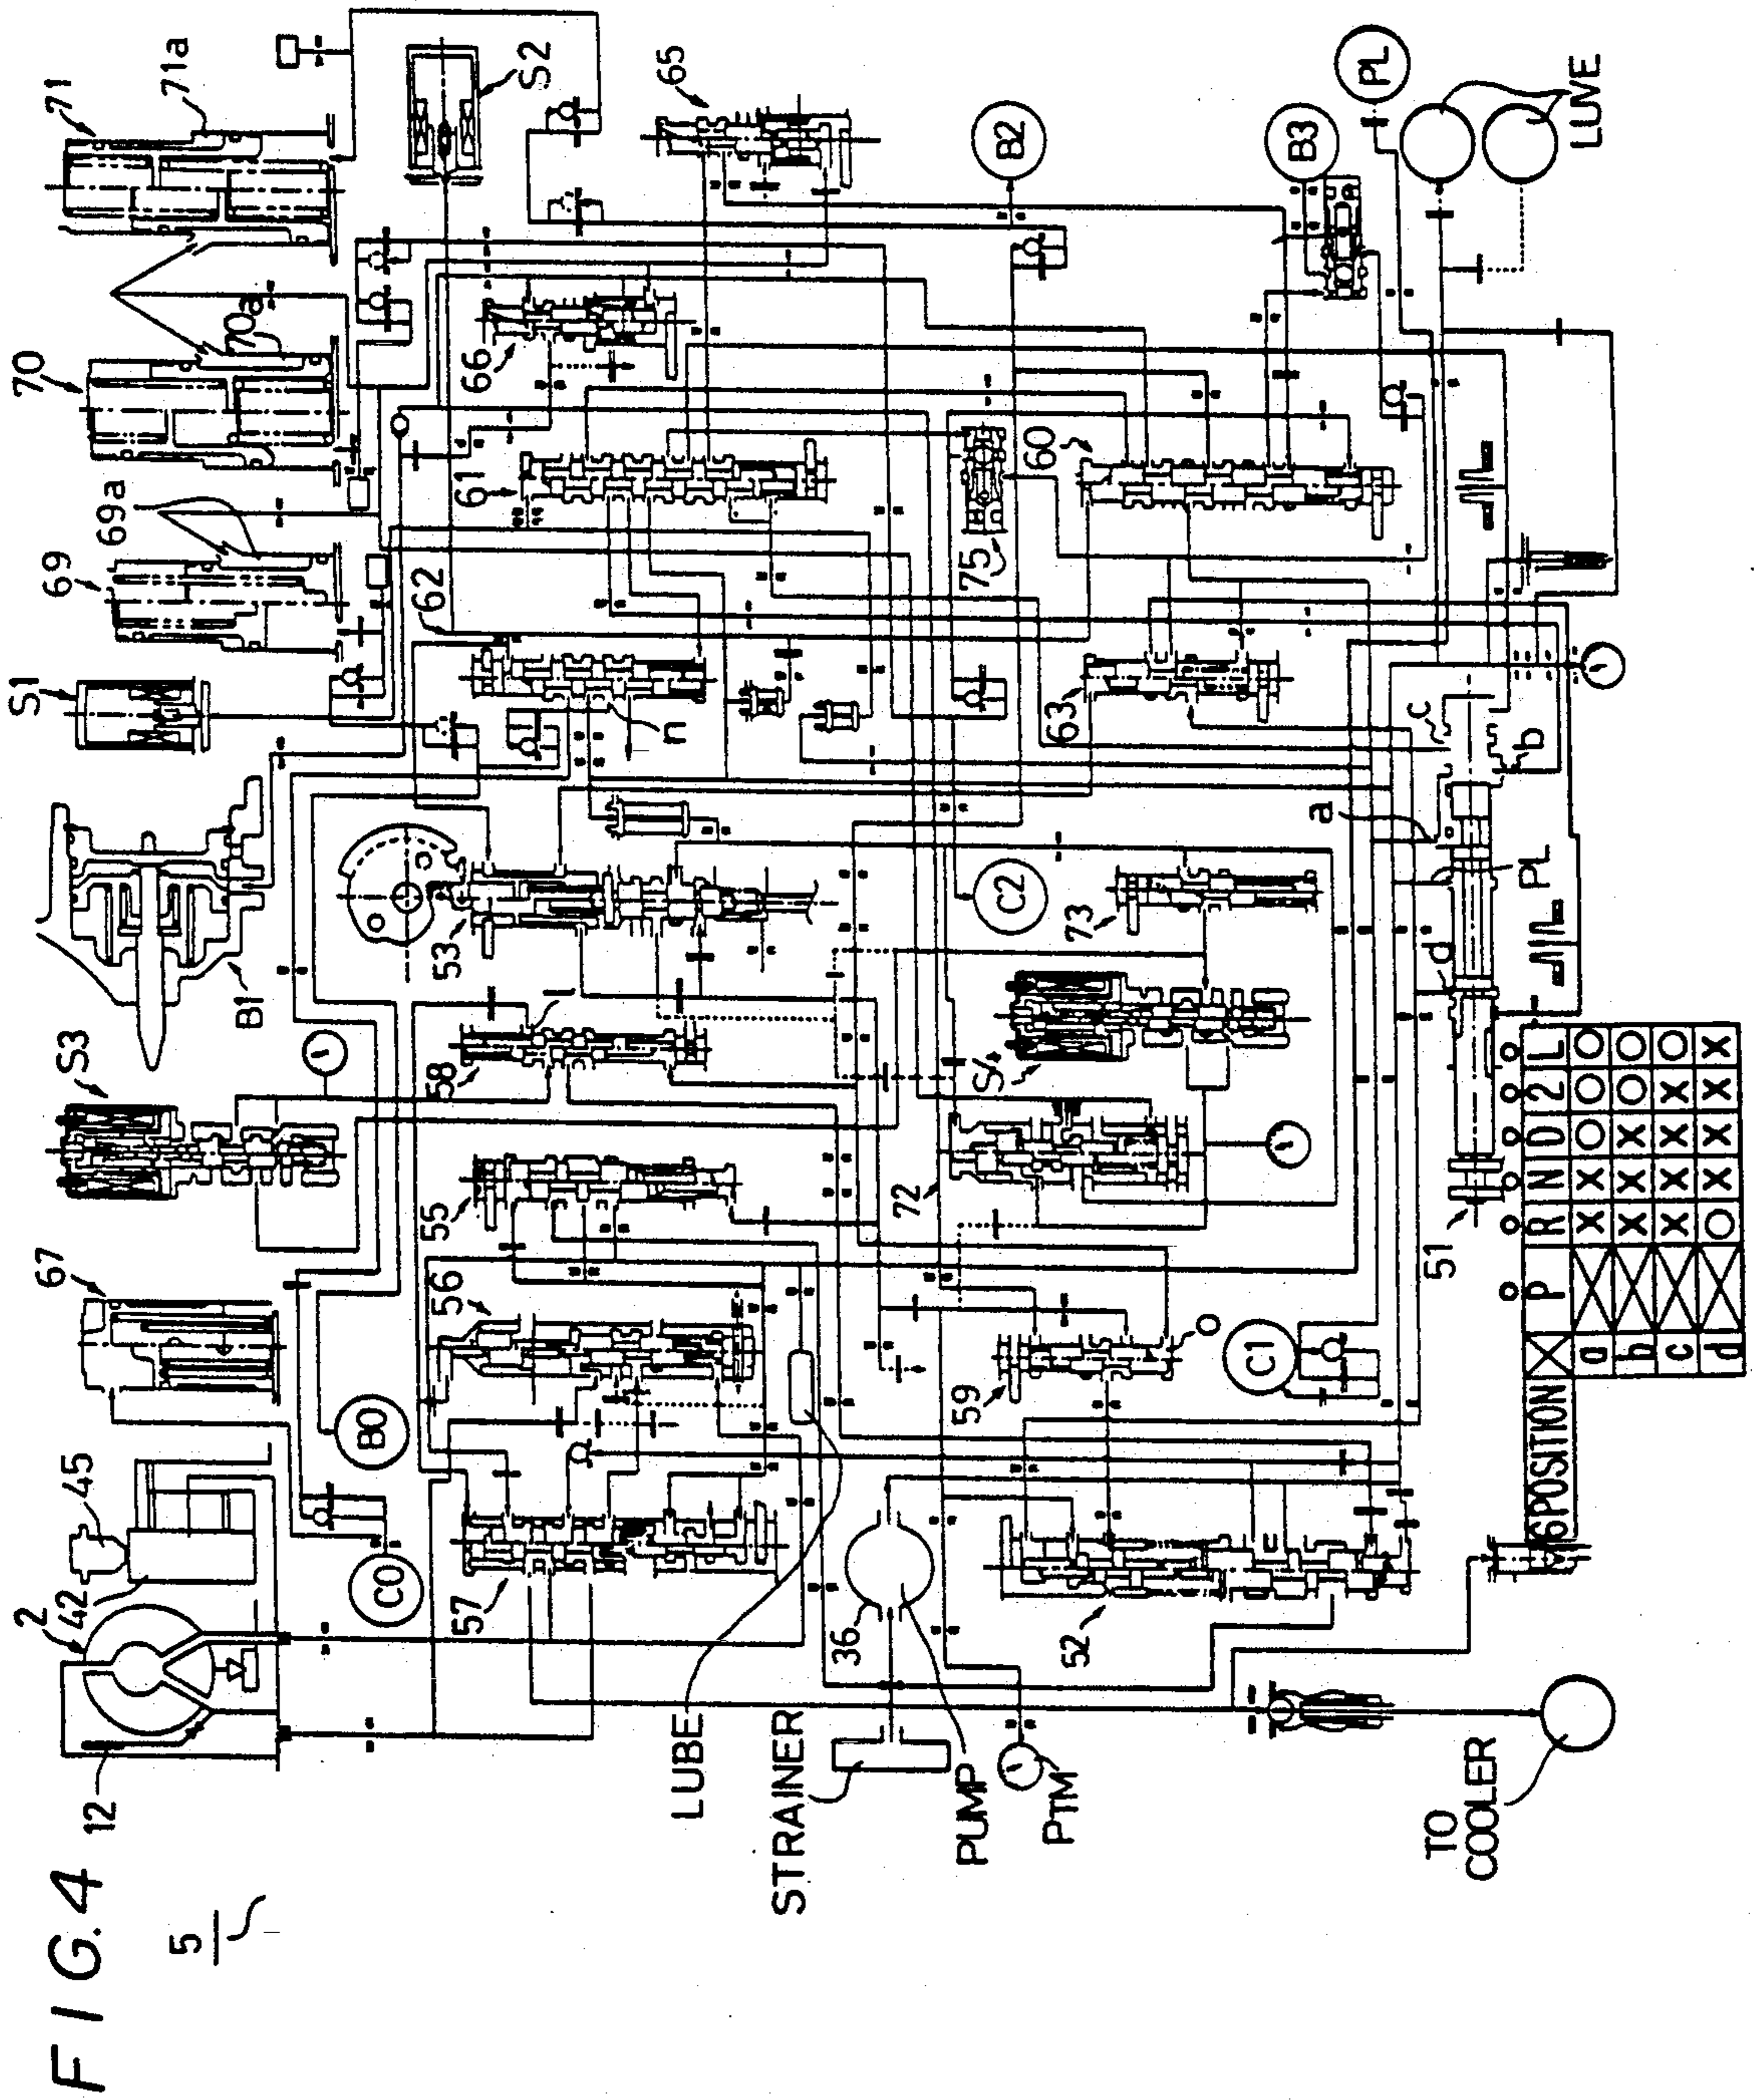 FIG. 4
5
12
2
42
45
67
S3
B1
S1
69
69a
70
70a
71
71a
C0
B0
S2
57
56
55
58
53
62
n
61
66
65
LUBE
STRAINER
36
PUMP
PTM
59
O
72
S4
73
C2
75
B2
52
C1
63
60
B3
PL
TO
COOLER
51
d
PL
a
b
c
LUVE
POSITION P R N D 2 L
a X X O O O
b X X X O O
c X X X X O
d O X X X X